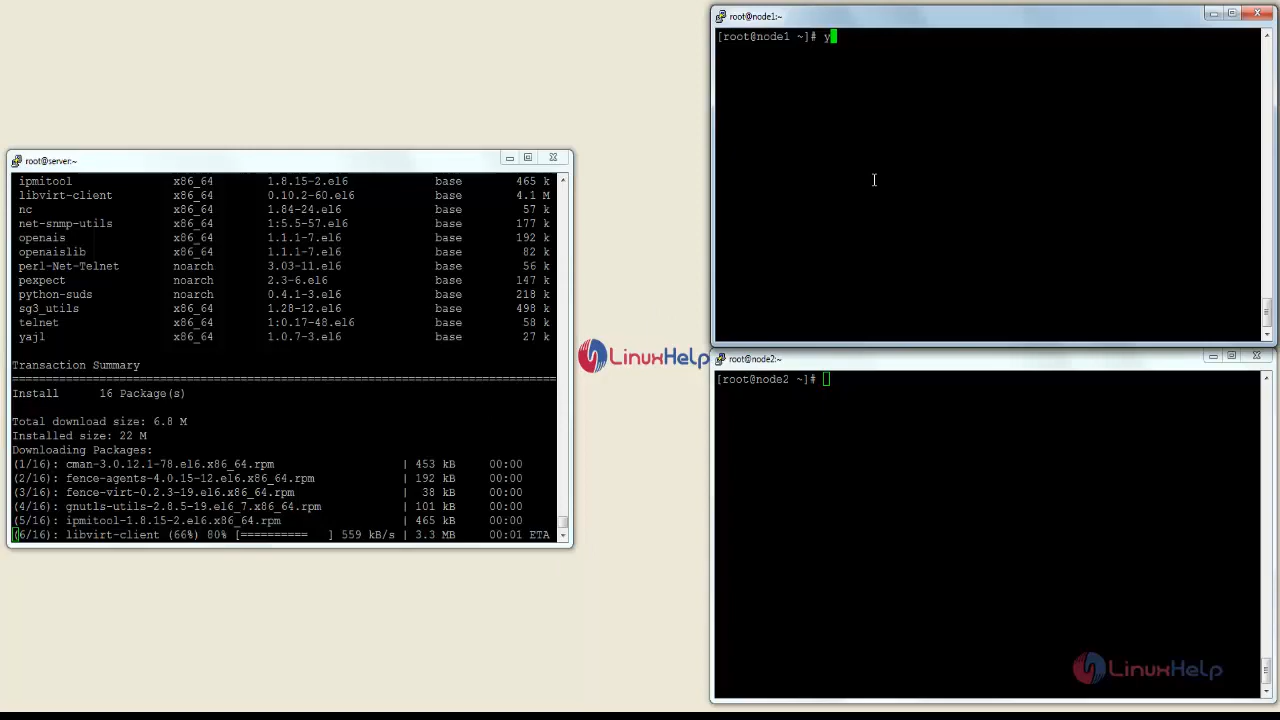 root@server:~
ipmitool x86_64 1.8.15-2.el6 base 465 k
libvirt-client x86_64 0.10.2-60.el6 base 4.1 M
nc x86_64 1.84-24.el6 base 57 k
net-snmp-utils x86_64 1:5.5-57.el6 base 177 k
openais x86_64 1.1.1-7.el6 base 192 k
openaislib x86_64 1.1.1-7.el6 base 82 k
perl-Net-Telnet noarch 3.03-11.el6 base 56 k
pexpect noarch 2.3-6.el6 base 147 k
python-suds noarch 0.4.1-3.el6 base 218 k
sg3_utils x86_64 1.28-12.el6 base 498 k
telnet x86_64 1:0.17-48.el6 base 58 k
yajl x86_64 1.0.7-3.el6 base 27 k
Transaction Summary
================================================================================
Install 16 Package(s)
Total download size: 6.8 M
Installed size: 22 M
Downloading Packages:
(1/16): cman-3.0.12.1-78.el6.x86_64.rpm | 453 kB 00:00
(2/16): fence-agents-4.0.15-12.el6.x86_64.rpm | 192 kB 00:00
(3/16): fence-virt-0.2.3-19.el6.x86_64.rpm | 38 kB 00:00
(4/16): gnutls-utils-2.8.5-19.el6_7.x86_64.rpm | 101 kB 00:00
(5/16): ipmitool-1.8.15-2.el6.x86_64.rpm | 465 kB 00:00
(6/16): libvirt-client (66%) 80% [========== ] 559 kB/s | 3.3 MB 00:01 ETA
LinuxHelp
root@node1:~
[root@node1 ~]# y
root@node2:~
[root@node2 ~]#
LinuxHelp